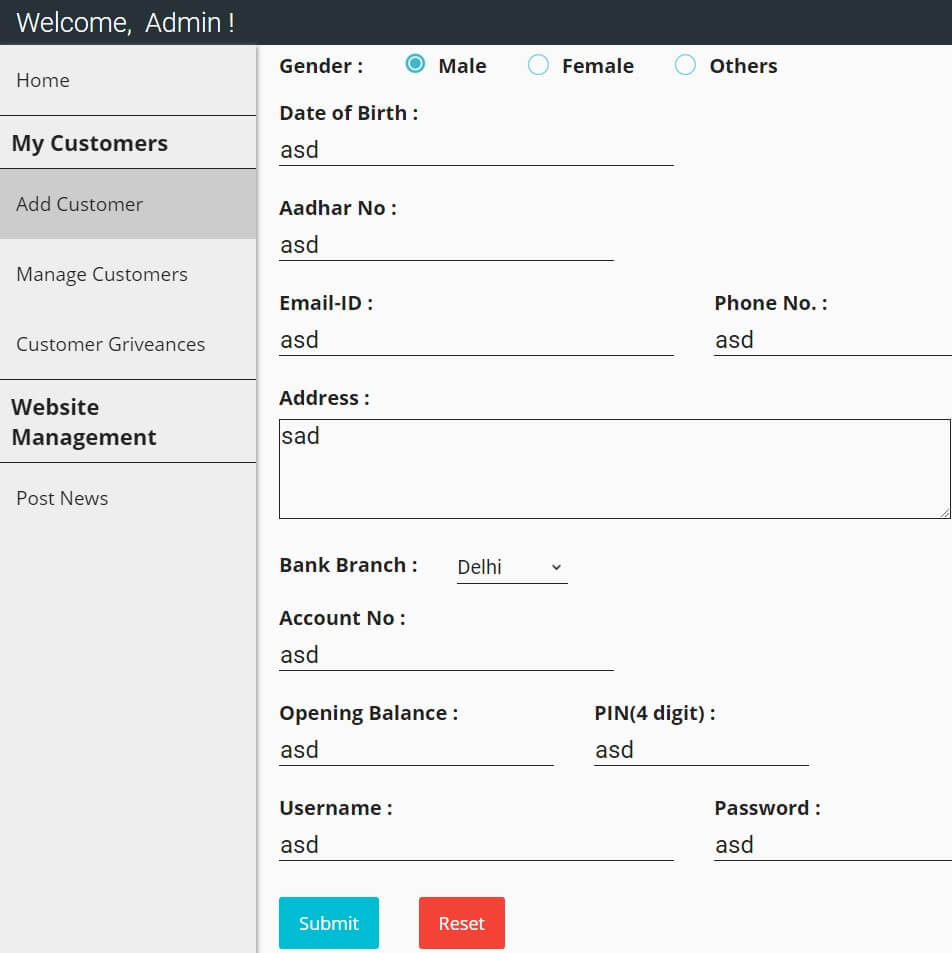 Welcome, Admin !
Home
My Customers
Add Customer
Manage Customers
Customer Griveances
Website
Management
Post News
Gender : Male Female Others
Date of Birth :
asd
Aadhar No :
asd
Email-ID : Phone No. :
asd asd
Address :
sad
Bank Branch : Delhi
Account No :
asd
Opening Balance : PIN(4 digit) :
asd asd
Username : Password :
asd asd
Submit Reset